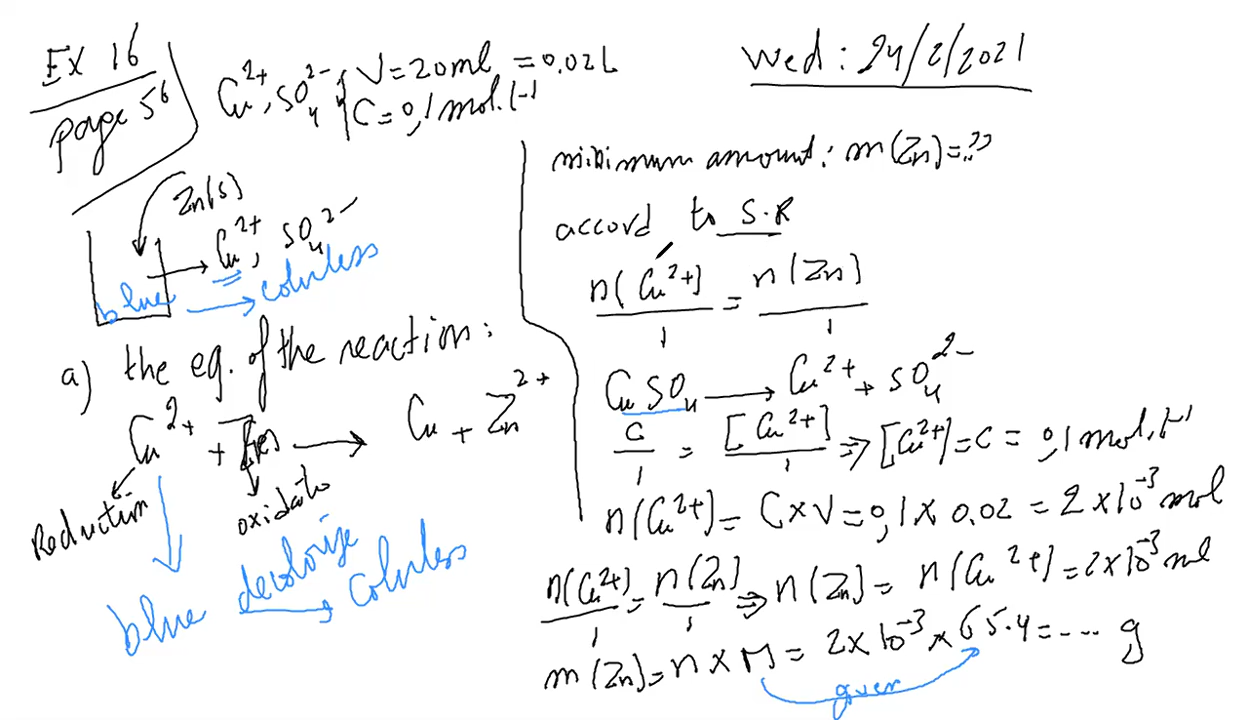 EX 16
page 56
Cu²⁺, SO₄²⁻ { V = 20ml = 0.02L
C = 0,1 mol.l⁻¹
Wed : 24/2/2021
Zn(s)
Cu²⁺, SO₄²⁻
blue → colorless
a) the eq. of the reaction :
Cu²⁺ + Zn(s) → Cu + Zn²⁺
Reduction
oxidatio
blue decolorize → colorless
minimum amount : m(Zn) = ..??
accord to S.R
n(Cu²⁺)/1 = n(Zn)/1
CuSO₄ → Cu²⁺ + SO₄²⁻
C/1 = [Cu²⁺]/1 ⇒ [Cu²⁺] = C = 0,1 mol.l⁻¹
n(Cu²⁺) = C × V = 0,1 × 0.02 = 2 × 10⁻³ mol
n(Cu²⁺)/1 = n(Zn)/1 ⇒ n(Zn) = n(Cu²⁺) = 2×10⁻³ mol
m(Zn) = n × M = 2×10⁻³ × 65.4 = .... g
given